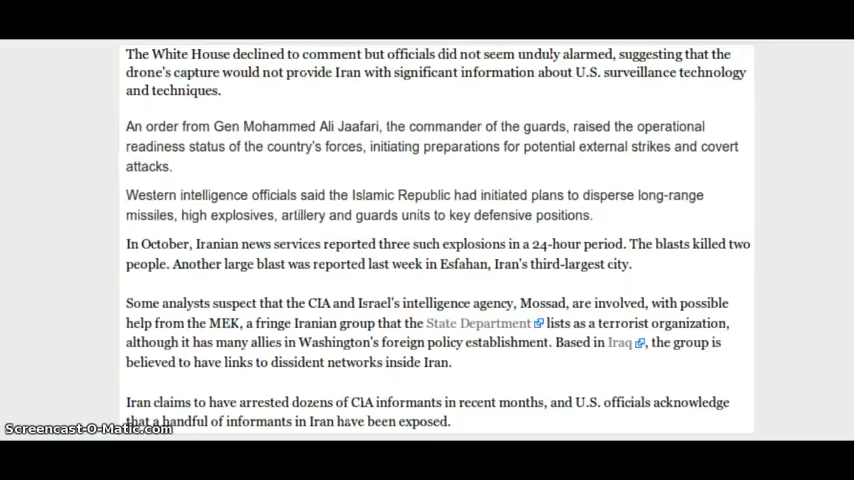 The White House declined to comment but officials did not seem unduly alarmed, suggesting that the
drone's capture would not provide Iran with significant information about U.S. surveillance technology
and techniques.
An order from Gen Mohammed Ali Jaafari, the commander of the guards, raised the operational
readiness status of the country's forces, initiating preparations for potential external strikes and covert
attacks.
Western intelligence officials said the Islamic Republic had initiated plans to disperse long-range
missiles, high explosives, artillery and guards units to key defensive positions.
In October, Iranian news services reported three such explosions in a 24-hour period. The blasts killed two
people. Another large blast was reported last week in Esfahan, Iran's third-largest city.
Some analysts suspect that the CIA and Israel's intelligence agency, Mossad, are involved, with possible
help from the MEK, a fringe Iranian group that the State Department lists as a terrorist organization,
although it has many allies in Washington's foreign policy establishment. Based in Iraq, the group is
believed to have links to dissident networks inside Iran.
Iran claims to have arrested dozens of CIA informants in recent months, and U.S. officials acknowledge
that a handful of informants in Iran have been exposed.
Screencast-O-Matic.com